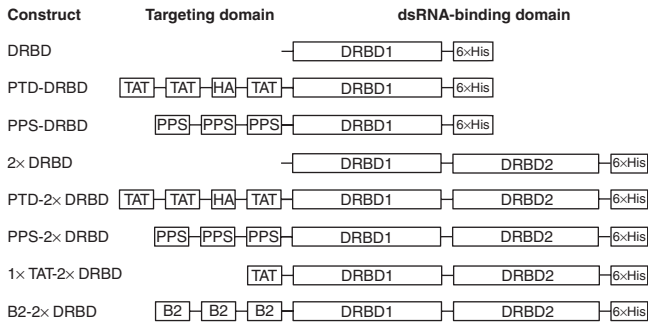 Construct Targeting domain dsRNA-binding domain
DRBD DRBD1 6×His
PTD-DRBD TAT TAT HA TAT DRBD1 6×His
PPS-DRBD PPS PPS PPS DRBD1 6×His
2× DRBD DRBD1 DRBD2 6×His
PTD-2× DRBD TAT TAT HA TAT DRBD1 DRBD2 6×His
PPS-2× DRBD PPS PPS PPS DRBD1 DRBD2 6×His
1× TAT-2× DRBD TAT DRBD1 DRBD2 6×His
B2-2× DRBD B2 B2 B2 DRBD1 DRBD2 6×His